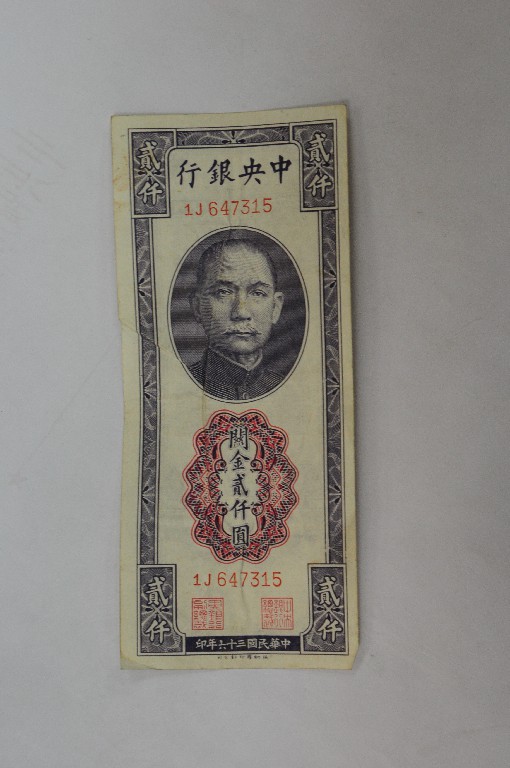 貳仟
貳仟
中央銀行
1J 647315
關金貳仟圓
1J 647315
貳仟
貳仟
中華民國三十六年印